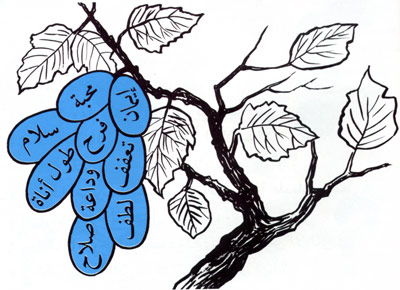 محبة
إيمان
سلام
فرح
تعفف
طول أناة
وداعة
لطف
صلاح